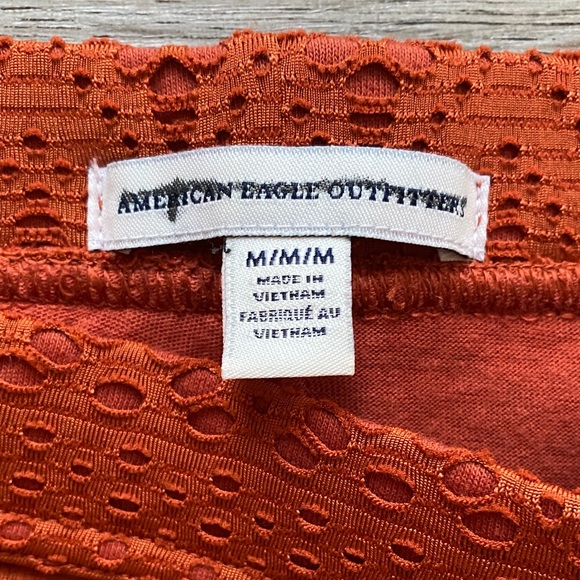 AMERICAN EAGLE OUTFITTERS
M/M/M
MADE IN
VIETNAM
FABRIQUÉ AU
VIETNAM